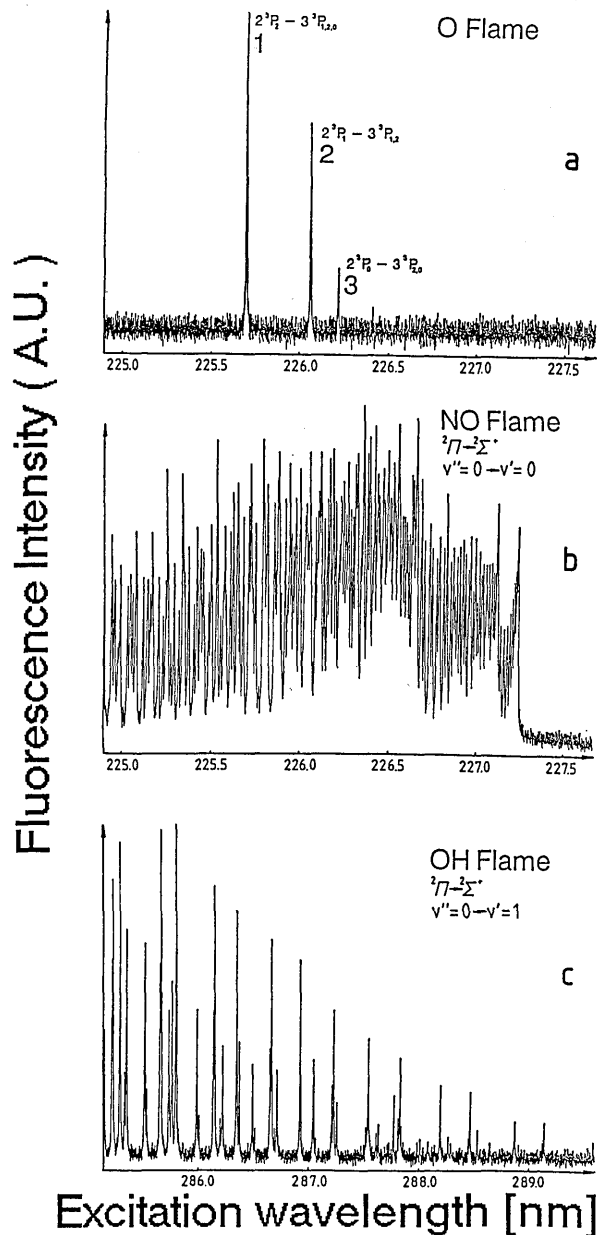 Fluorescence Intensity ( A.U. )
2³P₂ – 3³P₁,₂,₀
1
O Flame
2³P₁ – 3³P₁,₂
2
a
2³P₀ – 3³P₂,₀
3
225.0 225.5 226.0 226.5 227.0 227.5
NO Flame
²Π–²Σ⁺
v''=0–v'=0
b
225.0 225.5 226.0 226.5 227.0 227.5
OH Flame
²Π–²Σ⁺
v''=0–v'=1
c
286.0 287.0 288.0 289.0
Excitation wavelength [nm]